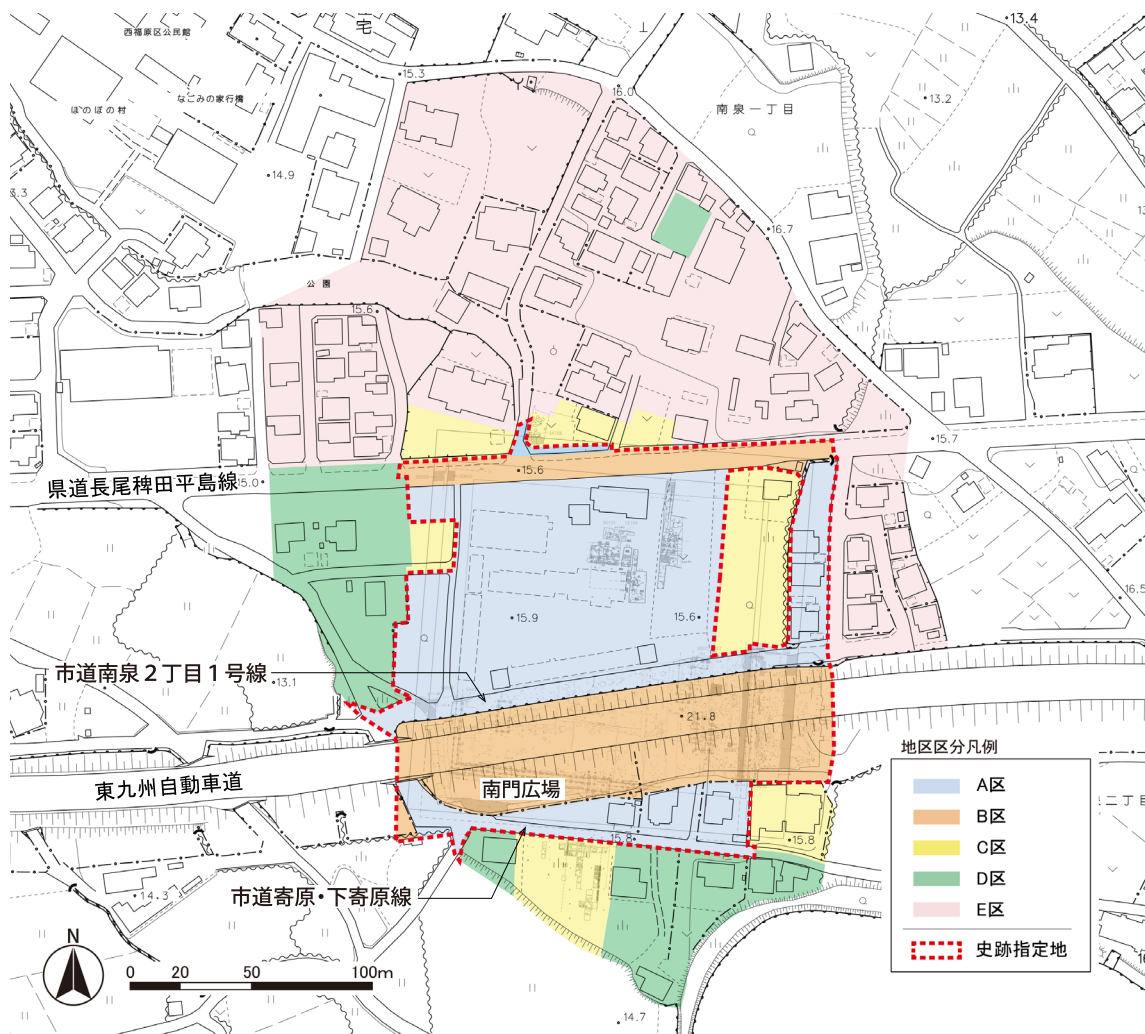 西福原区公民館
宅
13.4
15.3
なごみの家行橋
ほのぼの村
16.0
南泉一丁目
13.2
14.9
3.3
16.7
公園
15.6
15.7
県道長尾稗田平島線
15.0
15.6
16.5
15.9
15.6
市道南泉2丁目1号線
13.1
21.8
東九州自動車道
南門広場
15.8
15.8
二丁目
14.3
市道寄原・下寄原線
14.7
N
0 20 50 100m
地区区分凡例
A区
B区
C区
D区
E区
史跡指定地